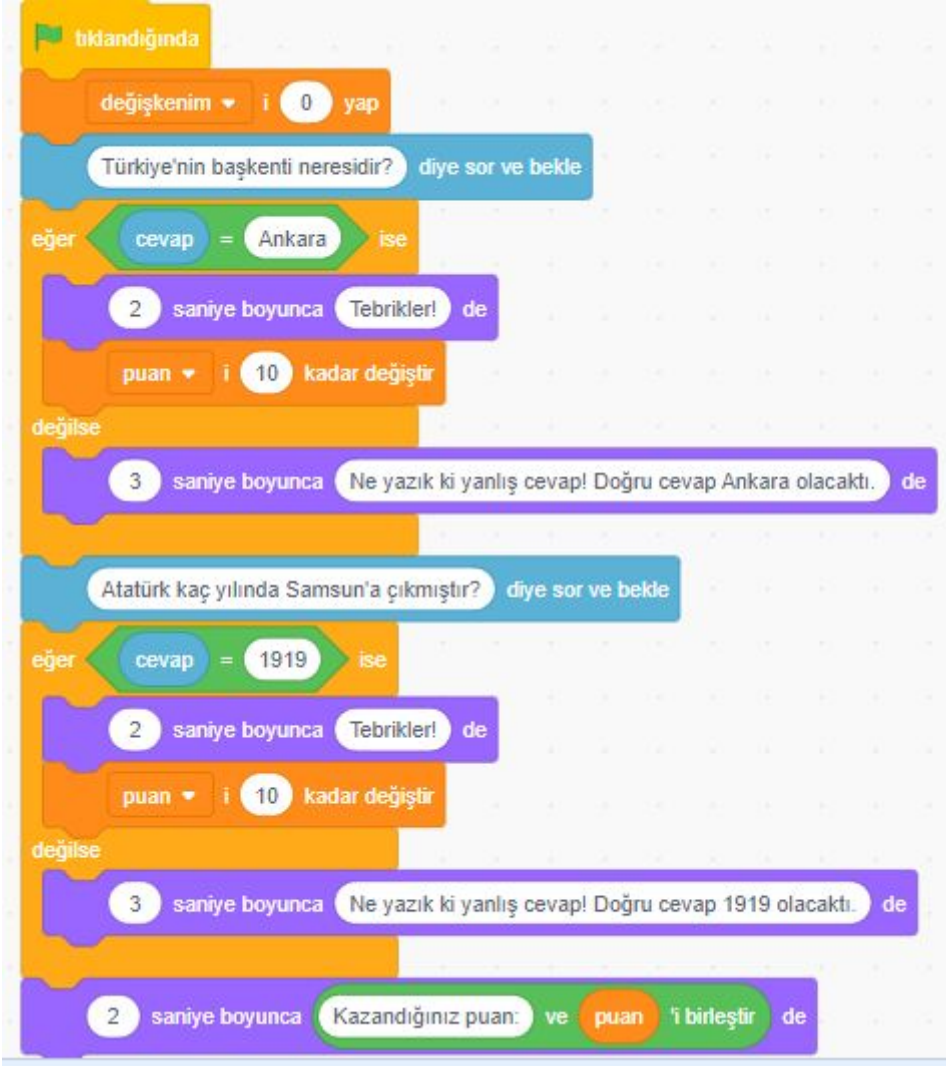 tıklandığında
değişkenim i 0 yap
Türkiye'nin başkenti neresidir? diye sor ve bekle
eğer cevap = Ankara ise
2 saniye boyunca Tebrikler! de
puan i 10 kadar değiştir
değilse
3 saniye boyunca Ne yazık ki yanlış cevap! Doğru cevap Ankara olacaktı. de
Atatürk kaç yılında Samsun'a çıkmıştır? diye sor ve bekle
eğer cevap = 1919 ise
2 saniye boyunca Tebrikler! de
puan i 10 kadar değiştir
değilse
3 saniye boyunca Ne yazık ki yanlış cevap! Doğru cevap 1919 olacaktı. de
2 saniye boyunca Kazandığınız puan: ve puan 'i birleştir de